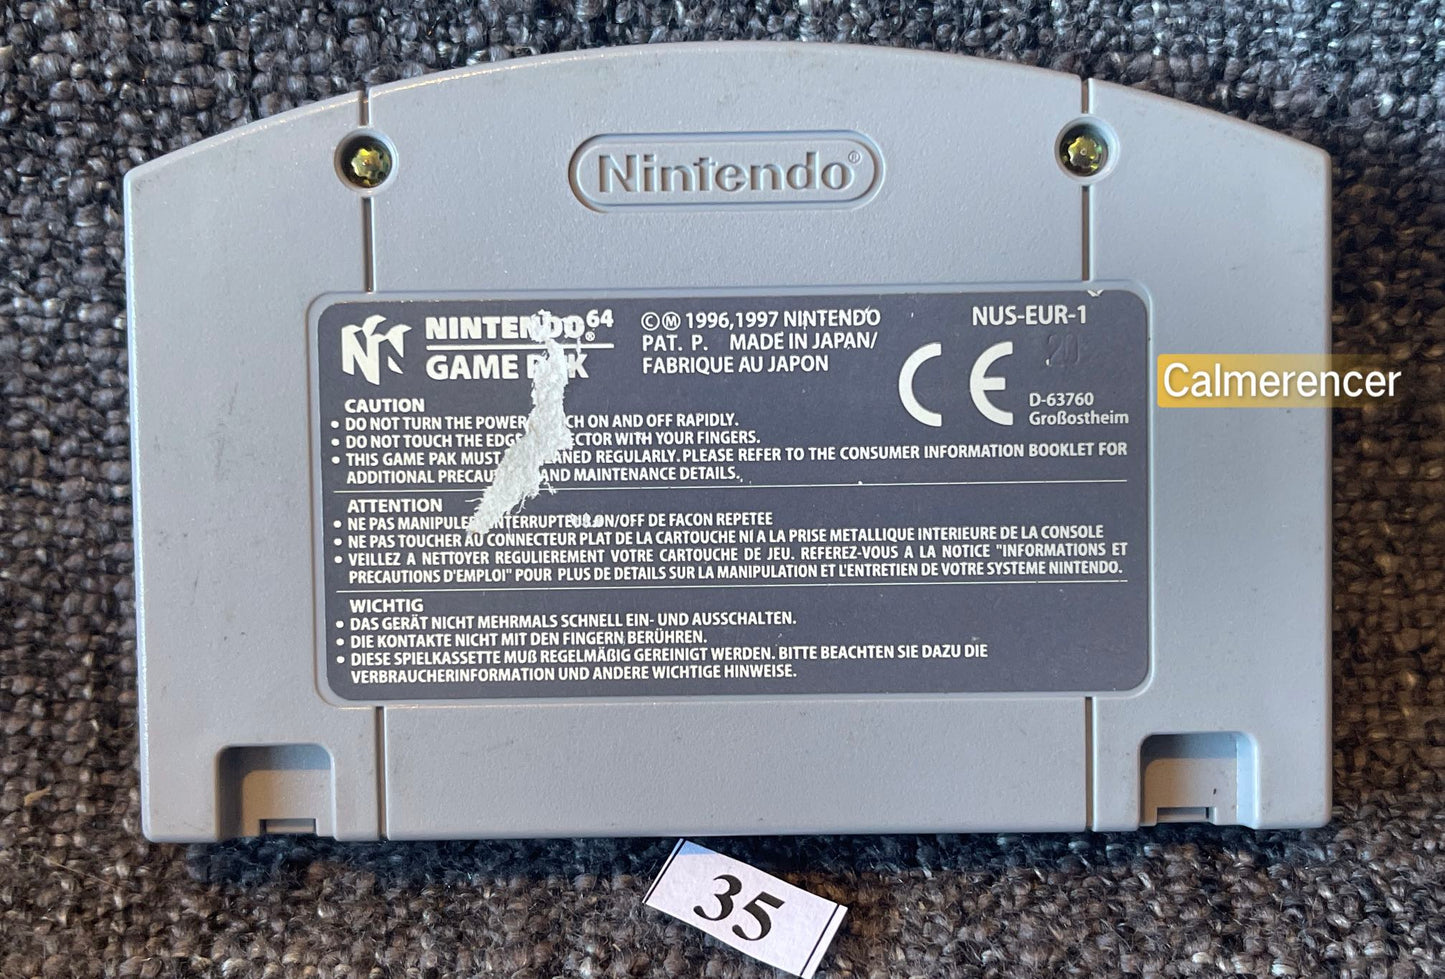 Nintendo®
NINTENDO64®
GAME PAK
©Ⓜ 1996,1997 NINTENDO
PAT. P. MADE IN JAPAN/
FABRIQUE AU JAPON
NUS-EUR-1
20
CE
D-63760
Großostheim
Calmerencer
CAUTION
• DO NOT TURN THE POWER CH ON AND OFF RAPIDLY.
• DO NOT TOUCH THE EDGE ECTOR WITH YOUR FINGERS.
• THIS GAME PAK MUST ANED REGULARLY. PLEASE REFER TO THE CONSUMER INFORMATION BOOKLET FOR
ADDITIONAL PRECAU AND MAINTENANCE DETAILS.
ATTENTION
• NE PAS MANIPULER INTERRUPTEUR ON/OFF DE FACON REPETEE
• NE PAS TOUCHER AU CONNECTEUR PLAT DE LA CARTOUCHE NI A LA PRISE METALLIQUE INTERIEURE DE LA CONSOLE
• VEILLEZ A NETTOYER REGULIEREMENT VOTRE CARTOUCHE DE JEU. REFEREZ-VOUS A LA NOTICE "INFORMATIONS ET
PRECAUTIONS D'EMPLOI" POUR PLUS DE DETAILS SUR LA MANIPULATION ET L'ENTRETIEN DE VOTRE SYSTEME NINTENDO.
WICHTIG
• DAS GERÄT NICHT MEHRMALS SCHNELL EIN- UND AUSSCHALTEN.
• DIE KONTAKTE NICHT MIT DEN FINGERN BERÜHREN.
• DIESE SPIELKASSETTE MUß REGELMÄßIG GEREINIGT WERDEN. BITTE BEACHTEN SIE DAZU DIE
VERBRAUCHERINFORMATION UND ANDERE WICHTIGE HINWEISE.
35